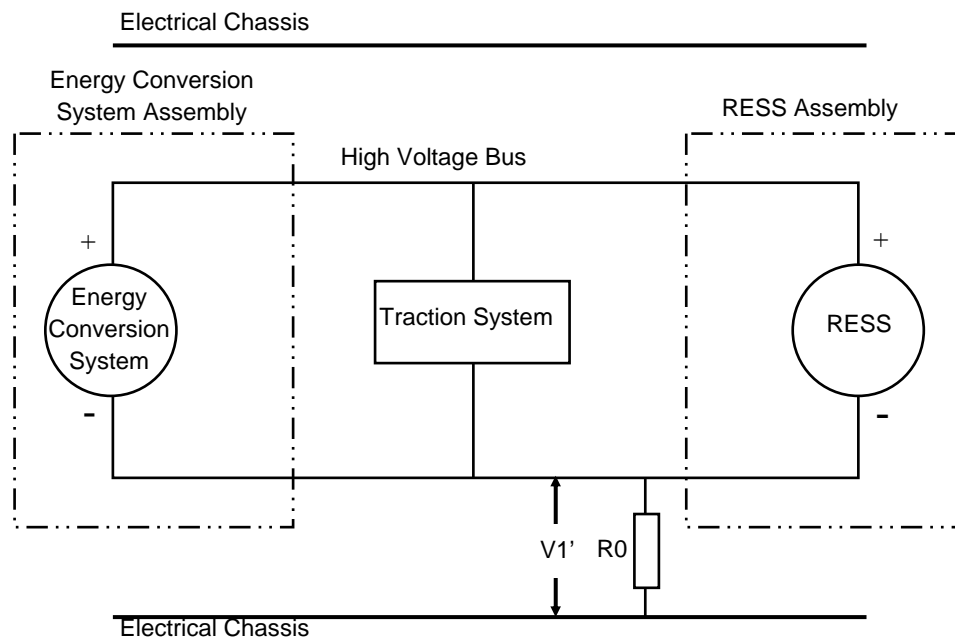 Electrical Chassis
Energy Conversion
System Assembly
RESS Assembly
High Voltage Bus
+
+
Energy
Conversion
System
Traction System
RESS
-
-
V1’
R0
Electrical Chassis